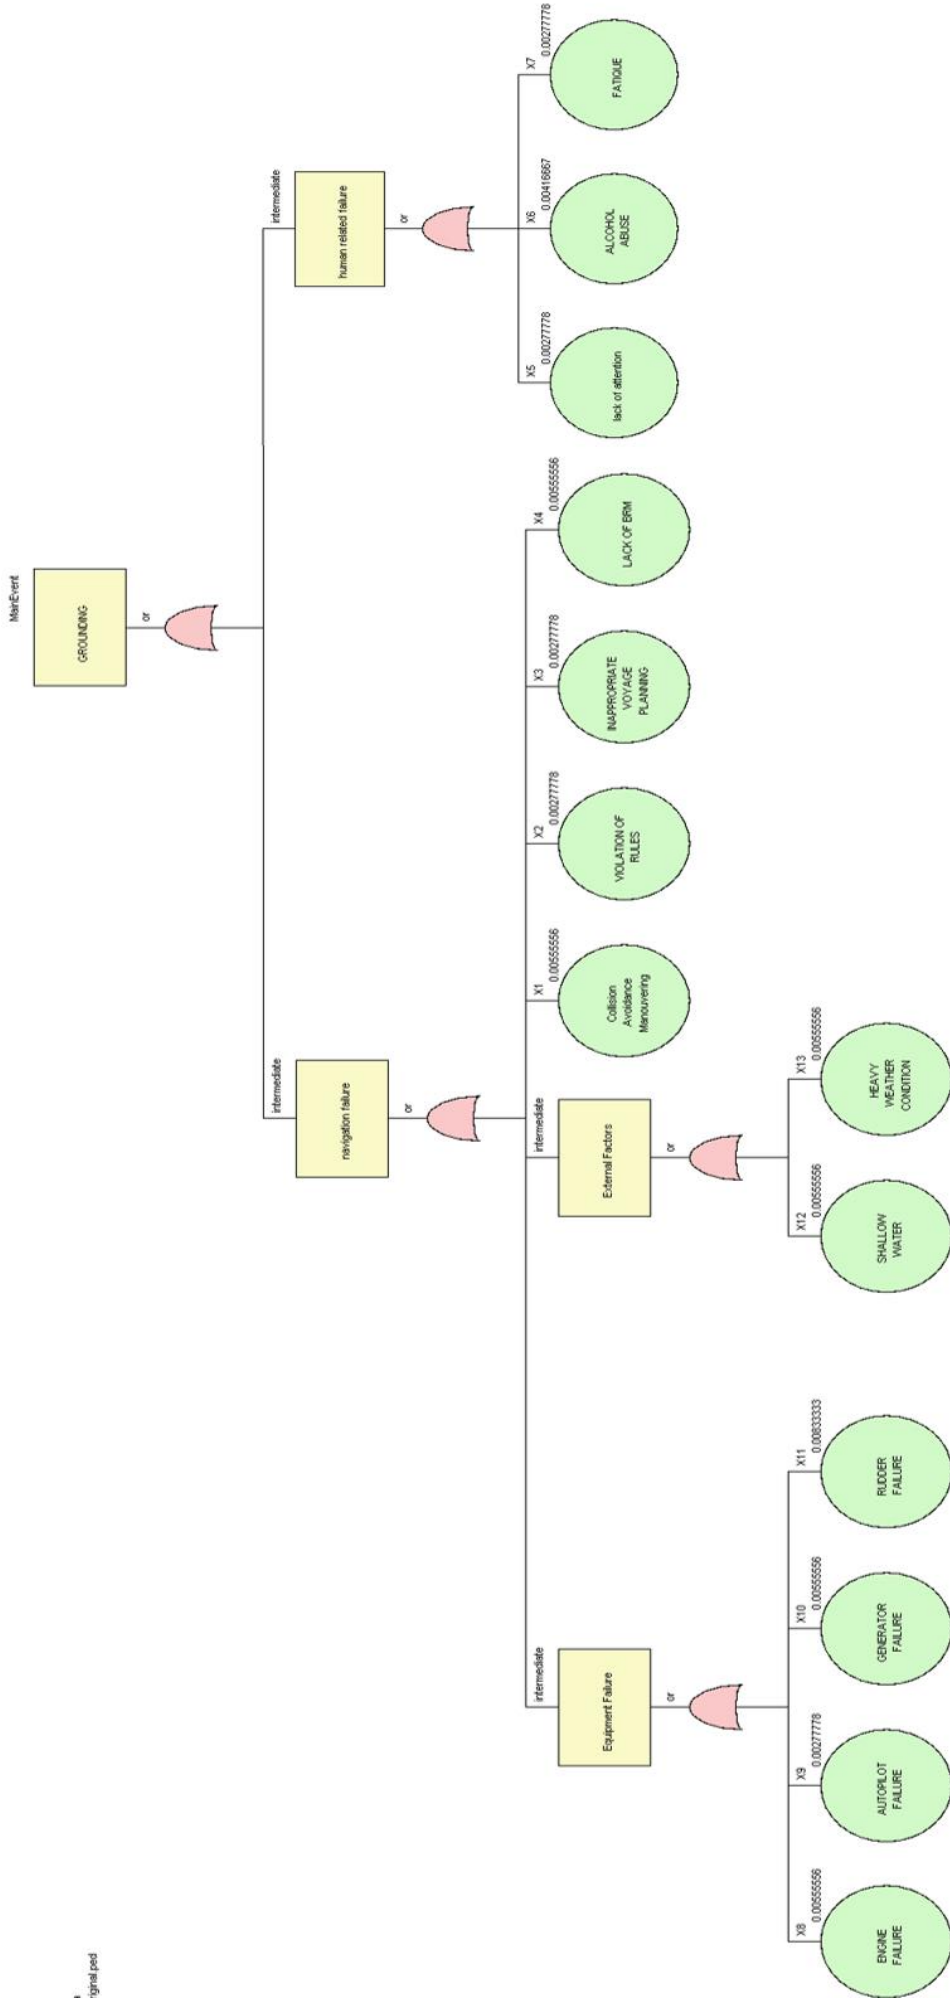 MainEvent
GROUNDING
or
intermediate
navigation failure
or
intermediate
human related failure
or
intermediate
Equipment Failure
or
intermediate
External Factors
or
X1
0.00555556
Collision
Avoidance
Manouvering
X2
0.00277778
VIOLATION OF
RULES
X3
0.00277778
INAPPROPRIATE
VOYAGE
PLANNING
X4
0.00555556
LACK OF BRM
X5
0.00277778
lack of attention
X6
0.00416667
ALCOHOL
ABUSE
X7
0.00277778
FATIQUE
X8
0.00555556
ENGINE
FAILURE
X9
0.00277778
AUTOPILOT
FAILURE
X10
0.00555556
GENERATOR
FAILURE
X11
0.00833333
RUDDER
FAILURE
X12
0.00555556
SHALLOW
WATER
X13
0.00555556
HEAVY
WEATHER
CONDITION
riginal.ped